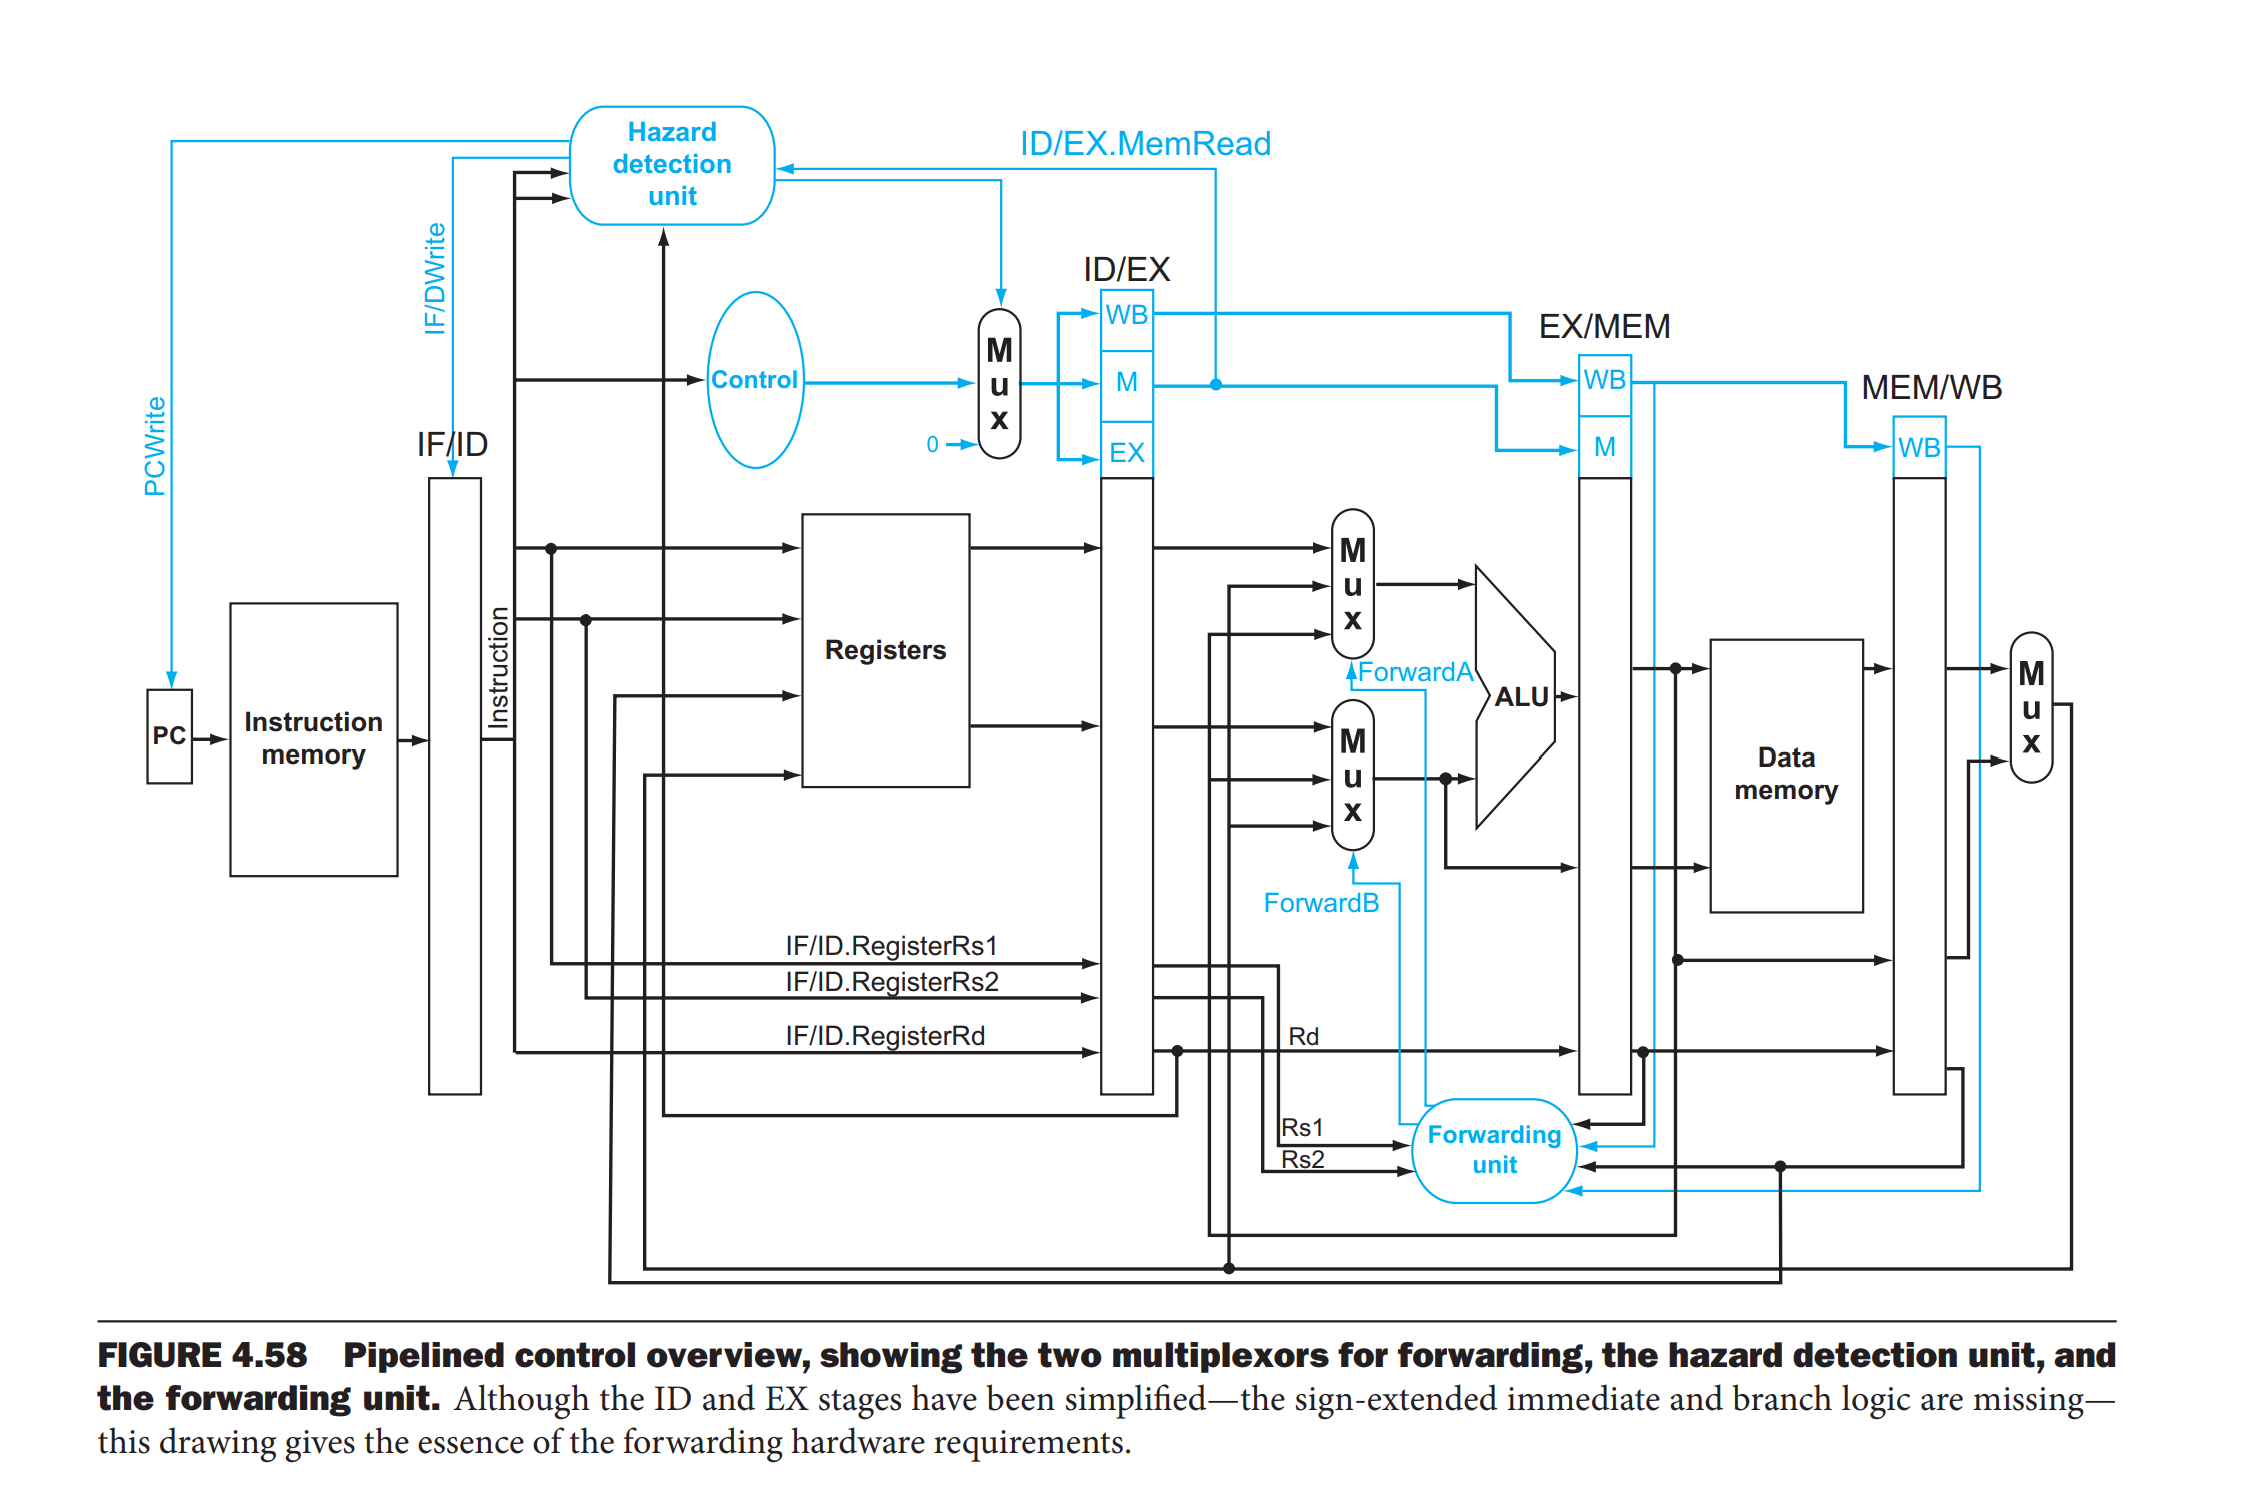 Hazard
detection
unit
ID/EX.MemRead
IF/DWrite
PCWrite
ID/EX
WB
M
EX
EX/MEM
WB
M
MEM/WB
WB
Control
0
M
u
x
IF/ID
PC
Instruction
memory
Instruction
Registers
M
u
x
ForwardA
M
u
x
ForwardB
ALU
Data
memory
M
u
x
IF/ID.RegisterRs1
IF/ID.RegisterRs2
IF/ID.RegisterRd
Rd
Rs1
Rs2
Forwarding
unit
FIGURE 4.58 Pipelined control overview, showing the two multiplexors for forwarding, the hazard detection unit, and
the forwarding unit. Although the ID and EX stages have been simplified—the sign-extended immediate and branch logic are missing—
this drawing gives the essence of the forwarding hardware requirements.